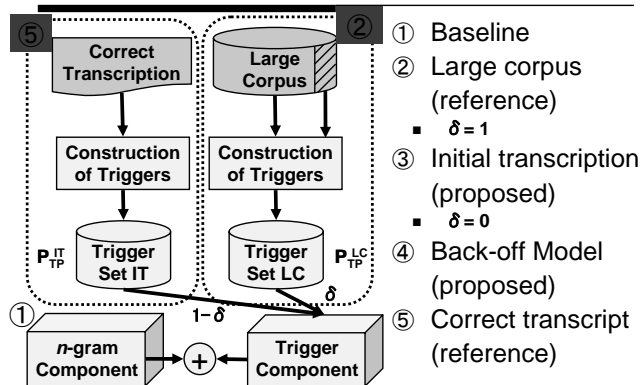 ⑤
Correct
Transcription
②
Large
Corpus
Construction
of Triggers
Construction
of Triggers
P_TP^IT
Trigger
Set IT
Trigger
Set LC
P_TP^LC
1−δ
δ
①
n-gram
Component
+
Trigger
Component
① Baseline
② Large corpus
(reference)
■ δ = 1
③ Initial transcription
(proposed)
■ δ = 0
④ Back-off Model
(proposed)
⑤ Correct transcript
(reference)